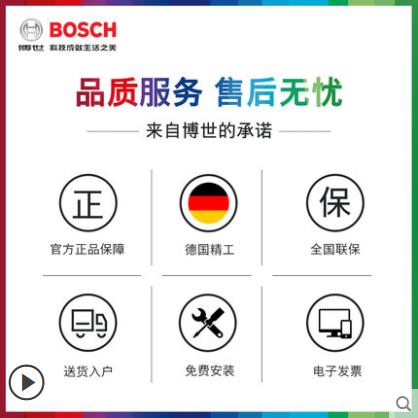 BOSCH
博世 科技成就生活之美
品质服务 售后无忧
来自博世的承诺
正
保
官方正品保障
德国精工
全国联保
送货入户
免费安装
电子发票